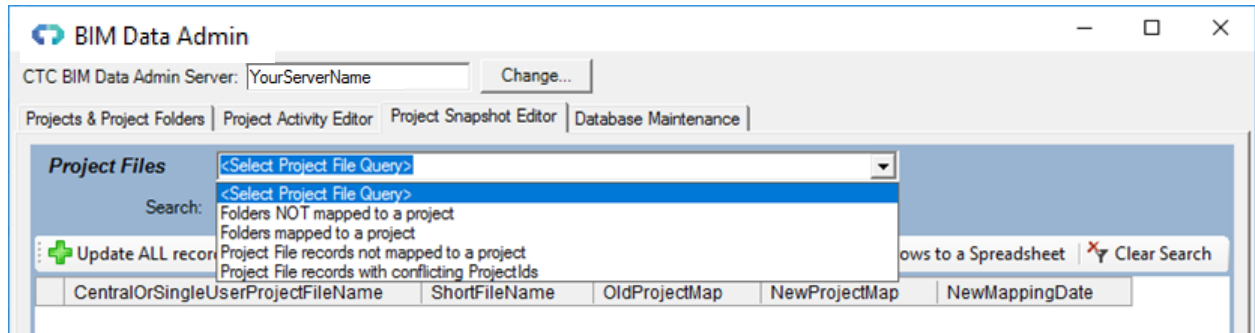 BIM Data Admin
CTC BIM Data Admin Server: YourServerName Change...
Projects & Project Folders Project Activity Editor Project Snapshot Editor Database Maintenance
Project Files <Select Project File Query>
<Select Project File Query>
Search: Folders NOT mapped to a project
Folders mapped to a project
Update ALL recor Project File records not mapped to a project ows to a Spreadsheet Clear Search
Project File records with conflicting ProjectIds
CentralOrSingleUserProjectFileName ShortFileName OldProjectMap NewProjectMap NewMappingDate